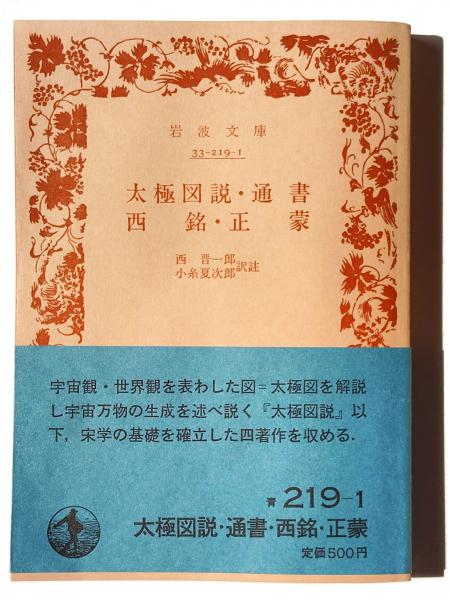 岩波文庫
33-219-1
太極図説・通書
西銘・正蒙
西晋一郎
小糸夏次郎 訳註
宇宙観・世界観を表わした図=太極図を解説
し宇宙万物の生成を述べ説く『太極図説』以
下，宋学の基礎を確立した四著作を収める．
青 219-1
太極図説・通書・西銘・正蒙
定価500円